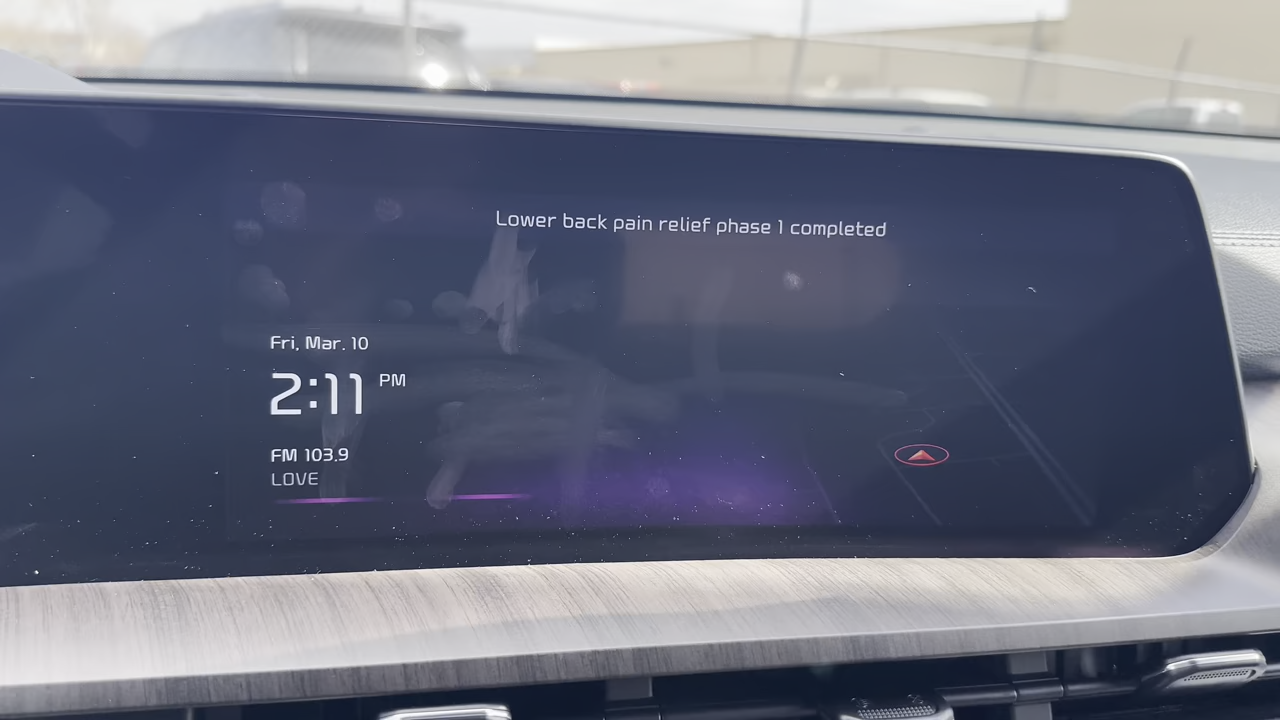 Lower back pain relief phase 1 completed
Fri, Mar. 10
2:11 PM
FM 103.9
LOVE